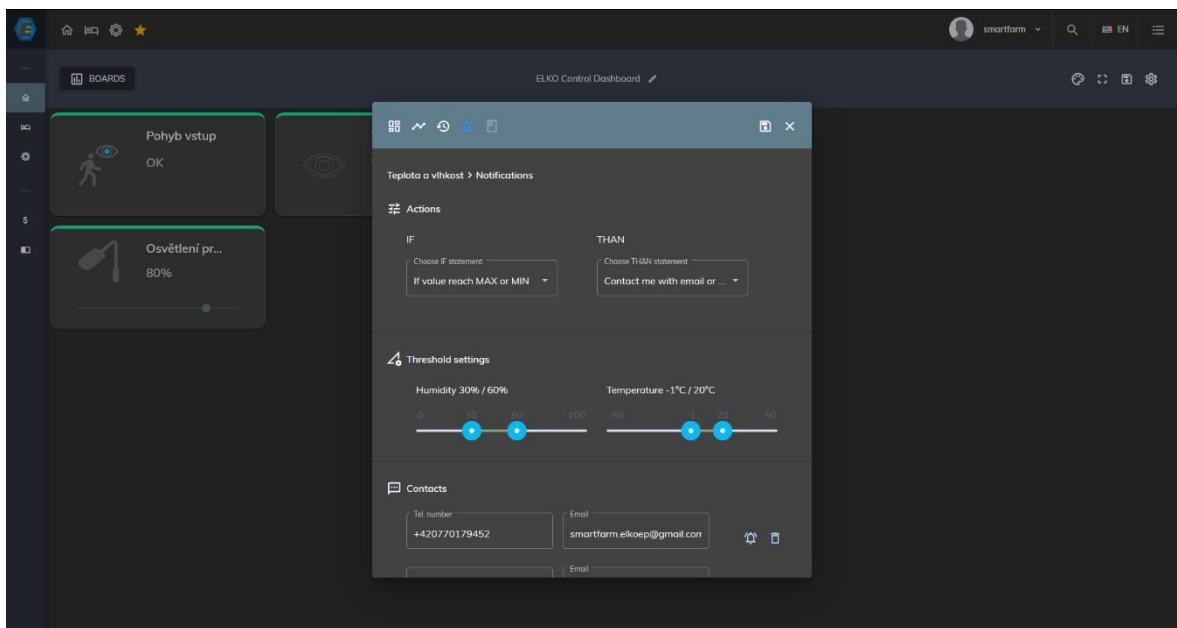 smartfarm
EN
BOARDS
ELKO Control Dashboard
Pohyb vstup
OK
Osvětlení pr...
80%
Teplota a vlhkost > Notifications
Actions
IF
THAN
Choose IF statement
If value reach MAX or MIN
Choose THAN statement
Contact me with email or ...
Threshold settings
Humidity 30% / 60%
Temperature -1°C / 20°C
0 30 60 100
-50 -1 20 50
Contacts
Tel. number
+420770179452
Email
smartfarm.elkoep@gmail.com
Email